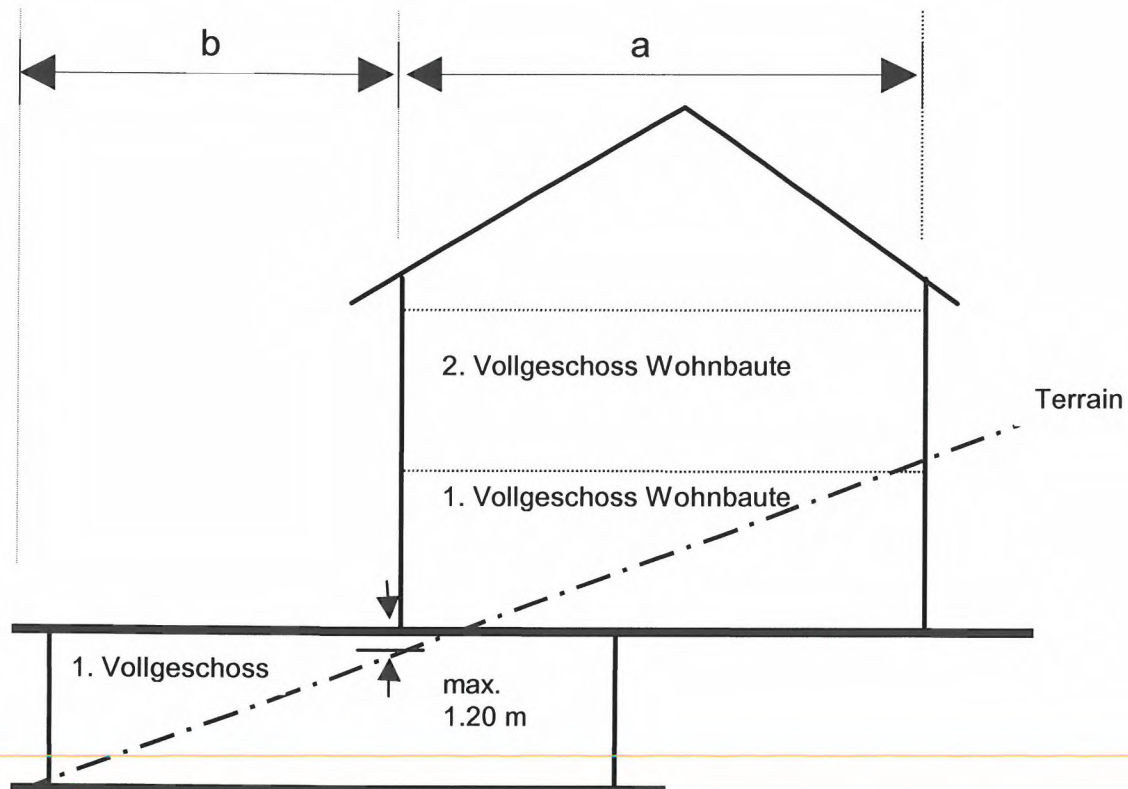 b
a
2. Vollgeschoss Wohnbaute
Terrain
1. Vollgeschoss Wohnbaute
1. Vollgeschoss
max.
1.20 m